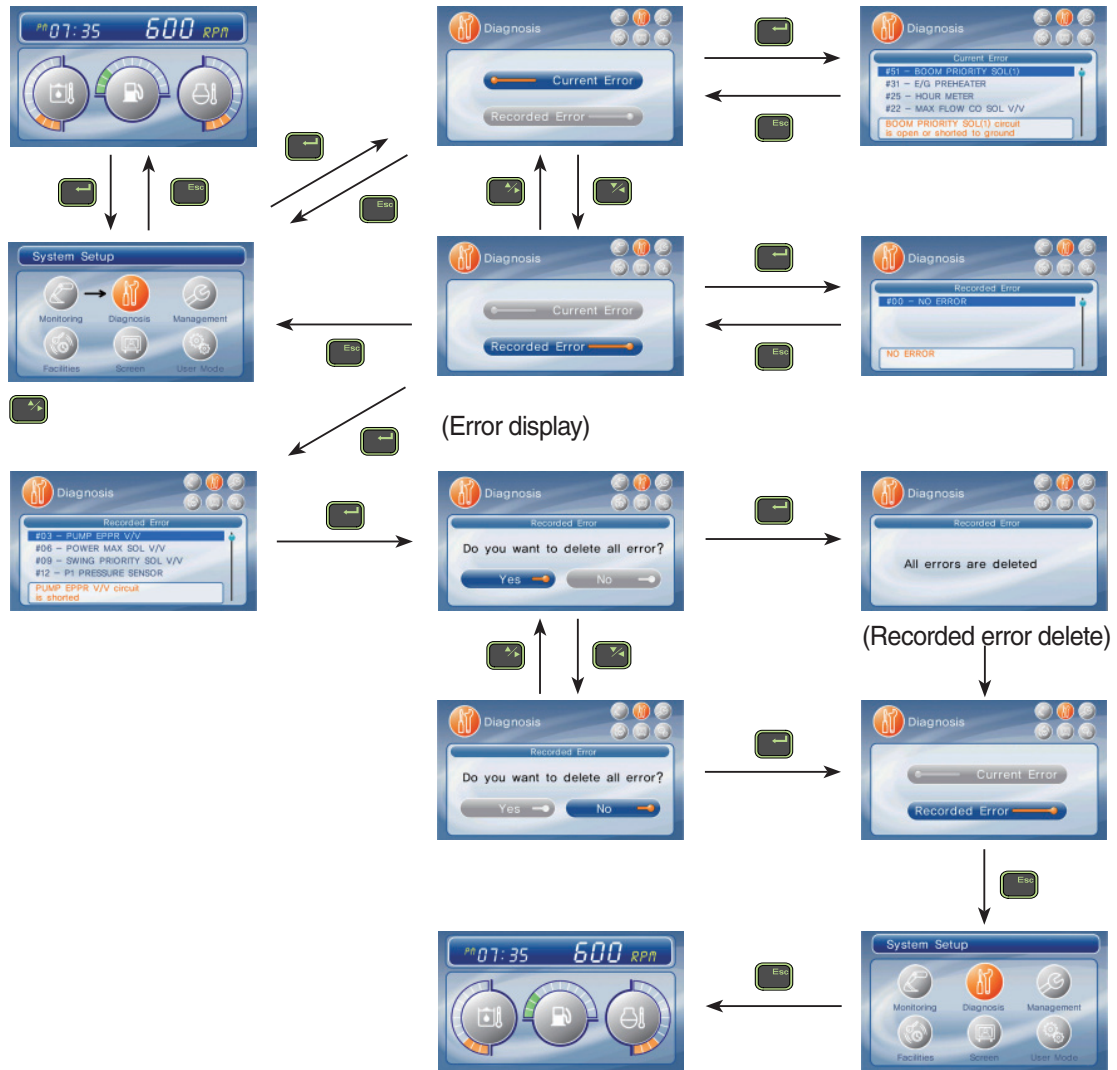 PM 07:35 600 RPM
Diagnosis
Current Error
Recorded Error
Diagnosis
Current Error
#51 - BOOM PRIORITY SOL(1)
#31 - E/G PREHEATER
#25 - HOUR METER
#22 - MAX FLOW CO SOL V/V
BOOM PRIORITY SOL(1) circuit
is open or shorted to ground
Esc
Esc
Esc
System Setup
Monitoring
Diagnosis
Management
Facilities
Screen
User Mode
Diagnosis
Current Error
Recorded Error
Diagnosis
Recorded Error
#00 - NO ERROR
NO ERROR
Esc
Esc
(Error display)
Diagnosis
Recorded Error
#03 - PUMP EPPR V/V
#06 - POWER MAX SOL V/V
#09 - SWING PRIORITY SOL V/V
#12 - P1 PRESSURE SENSOR
PUMP EPPR V/V circuit
is shorted
Diagnosis
Recorded Error
Do you want to delete all error?
Yes
No
Diagnosis
Recorded Error
All errors are deleted
(Recorded error delete)
Diagnosis
Recorded Error
Do you want to delete all error?
Yes
No
Diagnosis
Current Error
Recorded Error
Esc
PM 07:35 600 RPM
Esc
System Setup
Monitoring
Diagnosis
Management
Facilities
Screen
User Mode